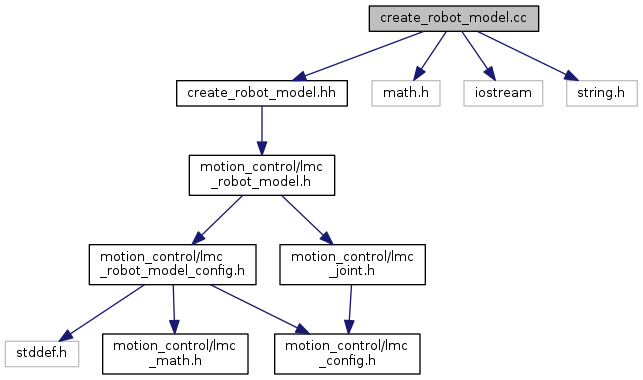 create_robot_model.cc
create_robot_model.hh
math.h
iostream
string.h
motion_control/lmc
_robot_model.h
motion_control/lmc
_robot_model_config.h
motion_control/lmc
_joint.h
stddef.h
motion_control/lmc
_math.h
motion_control/lmc
_config.h